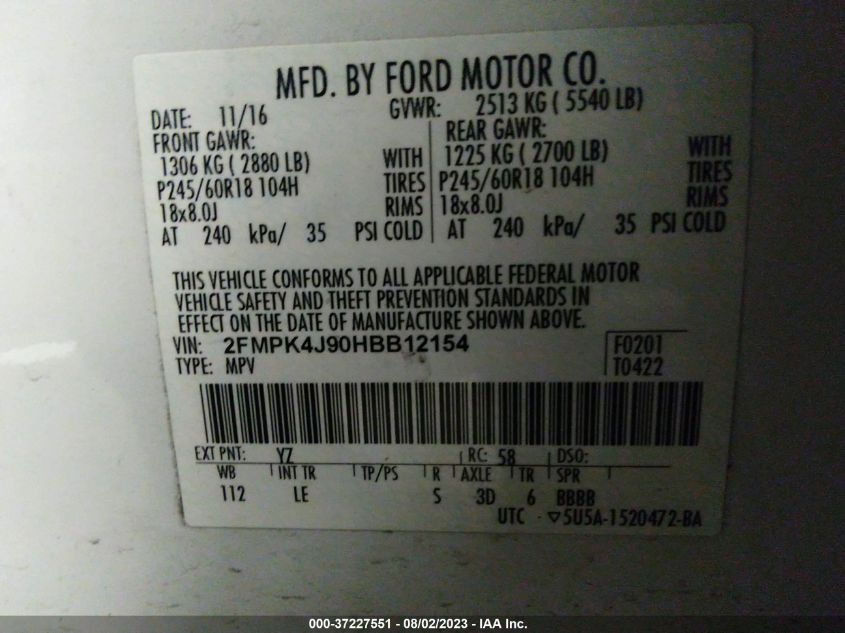 MFD. BY FORD MOTOR CO.
DATE: 11/16 GVWR: 2513 KG ( 5540 LB)
FRONT GAWR: REAR GAWR:
1306 KG ( 2880 LB) WITH 1225 KG ( 2700 LB) WITH
P245/60R18 104H TIRES P245/60R18 104H TIRES
18x8.0J RIMS 18x8.0J RIMS
AT 240 kPa/ 35 PSI COLD AT 240 kPa/ 35 PSI COLD
THIS VEHICLE CONFORMS TO ALL APPLICABLE FEDERAL MOTOR
VEHICLE SAFETY AND THEFT PREVENTION STANDARDS IN
EFFECT ON THE DATE OF MANUFACTURE SHOWN ABOVE.
VIN: 2FMPK4J90HBB12154 F0201
TYPE: MPV T0422
EXT PNT: YZ RC: 58 DSO:
WB INT TR TP/PS R AXLE TR SPR
112 LE S 3D 6 BBBB
UTC - ▽5U5A-1520472-BA
000-37227551 - 08/02/2023 - IAA Inc.